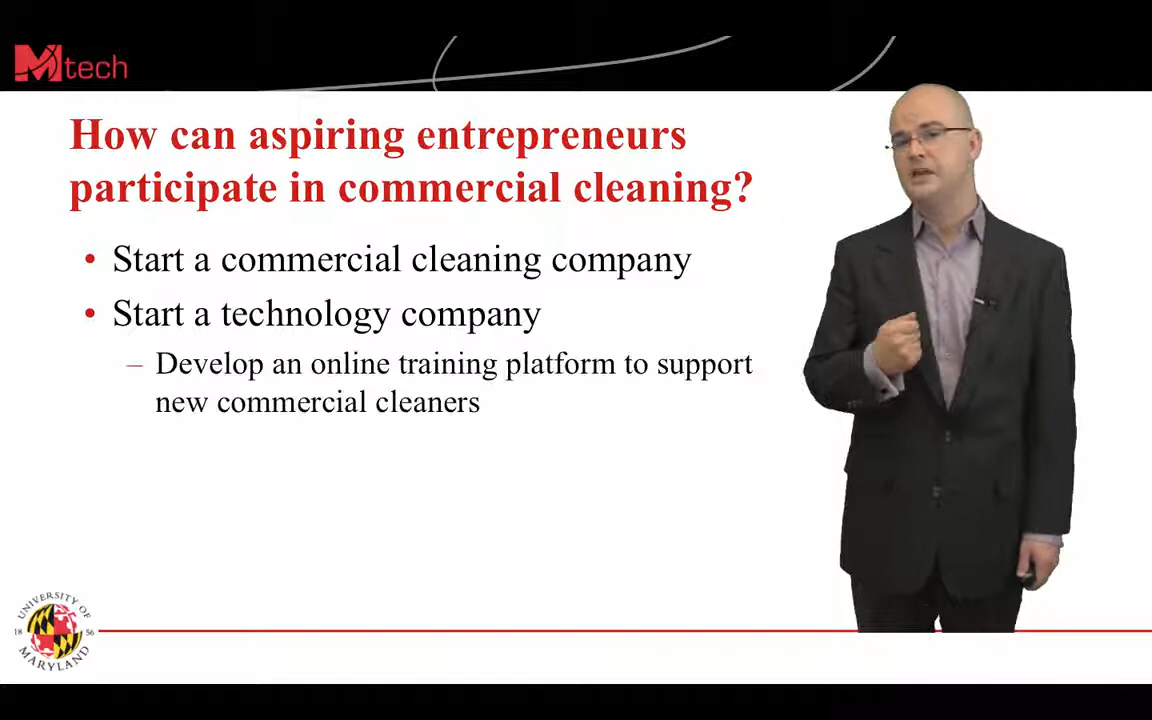 Mtech
How can aspiring entrepreneurs
participate in commercial cleaning?
• Start a commercial cleaning company
• Start a technology company
– Develop an online training platform to support
new commercial cleaners
UNIVERSITY OF
18 56
MARYLAND